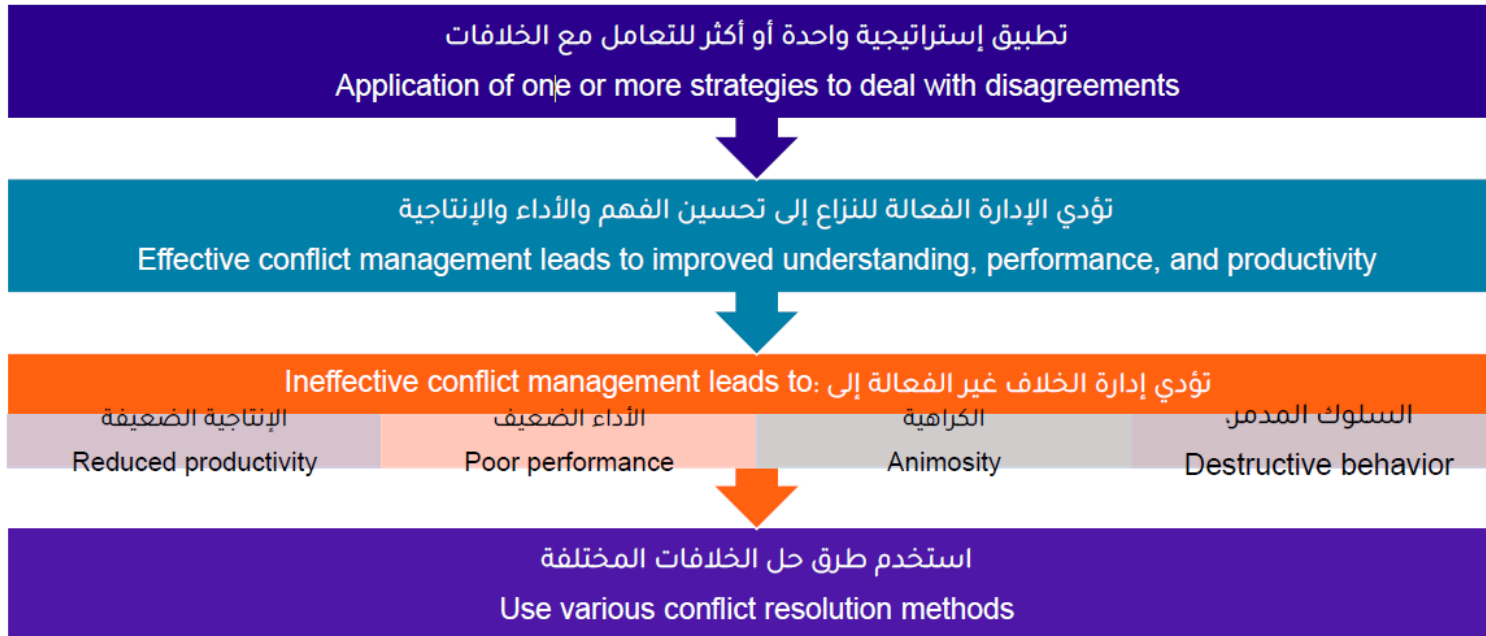 تطبيق إستراتيجية واحدة أو أكثر للتعامل مع الخلافات
Application of one or more strategies to deal with disagreements
تؤدي الإدارة الفعالة للنزاع إلى تحسين الفهم والأداء والإنتاجية
Effective conflict management leads to improved understanding, performance, and productivity
Ineffective conflict management leads to: تؤدي إدارة الخلاف غير الفعالة إلى
الإنتاجية الضعيفة
Reduced productivity
الأداء الضعيف
Poor performance
الكراهية
Animosity
السلوك المدمر،
Destructive behavior
استخدم طرق حل الخلافات المختلفة
Use various conflict resolution methods